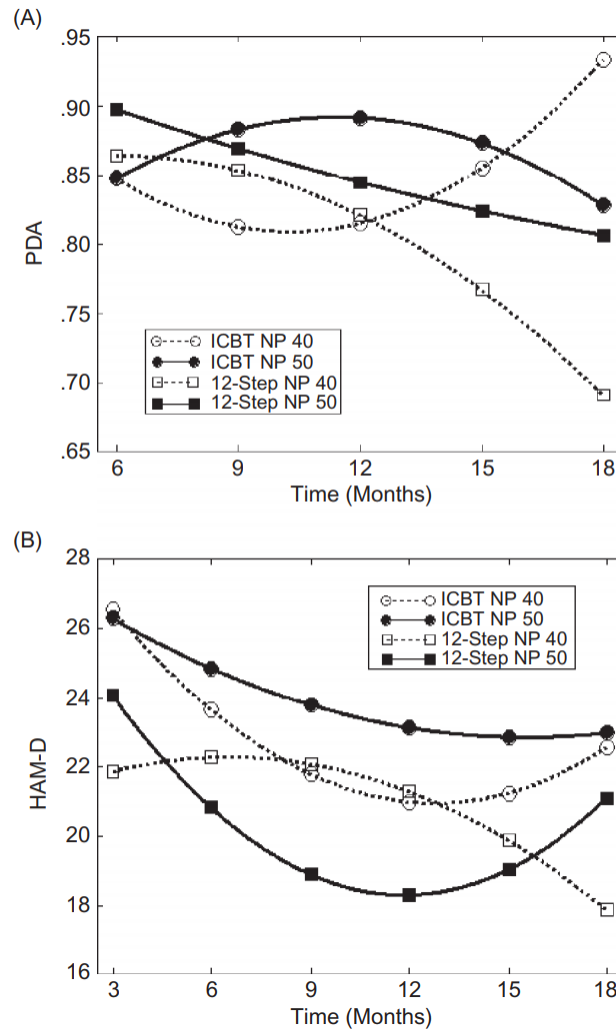 (A)
.95
.90
.85
.80
.75
.70
.65
PDA
ICBT NP 40
ICBT NP 50
12-Step NP 40
12-Step NP 50
6 9 12 15 18
Time (Months)
(B)
28
26
24
22
20
18
16
HAM-D
ICBT NP 40
ICBT NP 50
12-Step NP 40
12-Step NP 50
3 6 9 12 15 18
Time (Months)